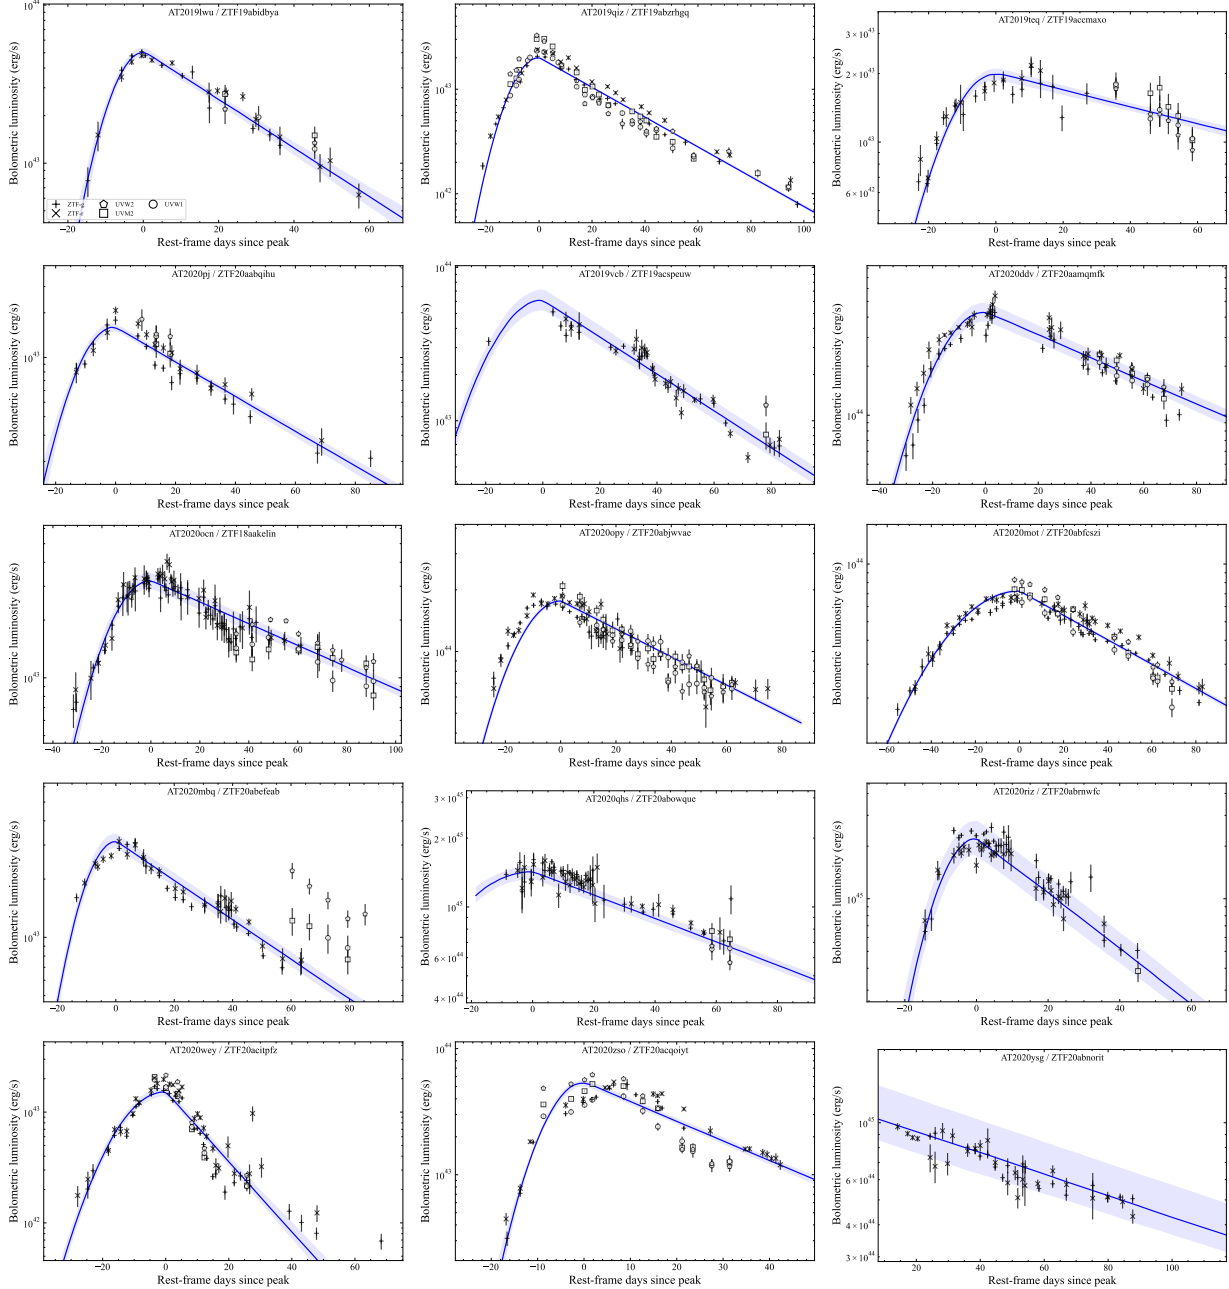 AT2019lwu / ZTF19abidbya
Bolometric luminosity (erg/s)
10^44
10^43
ZTF-g UVW2 UVW1
ZTF-r UVM2
−20 0 20 40 60
Rest-frame days since peak
AT2019qiz / ZTF19abzrhgq
Bolometric luminosity (erg/s)
10^43
10^42
−20 0 20 40 60 80 100
Rest-frame days since peak
AT2019teq / ZTF19accmaxo
Bolometric luminosity (erg/s)
3 × 10^43
2 × 10^43
10^43
6 × 10^42
−20 0 20 40 60
Rest-frame days since peak
AT2020pj / ZTF20aabqihu
Bolometric luminosity (erg/s)
10^43
−20 0 20 40 60 80
Rest-frame days since peak
AT2019vcb / ZTF19acspeuw
Bolometric luminosity (erg/s)
10^44
10^43
−20 0 20 40 60 80
Rest-frame days since peak
AT2020ddv / ZTF20aamqmfk
Bolometric luminosity (erg/s)
10^44
−40 −20 0 20 40 60 80
Rest-frame days since peak
AT2020ocn / ZTF18aakelin
Bolometric luminosity (erg/s)
10^43
−40 −20 0 20 40 60 80 100
Rest-frame days since peak
AT2020opy / ZTF20abjwvae
Bolometric luminosity (erg/s)
10^44
−20 0 20 40 60 80
Rest-frame days since peak
AT2020mot / ZTF20abfcszi
Bolometric luminosity (erg/s)
10^44
−60 −40 −20 0 20 40 60 80
Rest-frame days since peak
AT2020mbq / ZTF20abefeab
Bolometric luminosity (erg/s)
10^43
−20 0 20 40 60 80
Rest-frame days since peak
AT2020qhs / ZTF20abowque
Bolometric luminosity (erg/s)
3 × 10^45
2 × 10^45
10^45
6 × 10^44
4 × 10^44
−20 0 20 40 60 80
Rest-frame days since peak
AT2020riz / ZTF20abrnwfc
Bolometric luminosity (erg/s)
10^45
−20 0 20 40 60
Rest-frame days since peak
AT2020wey / ZTF20acitpfz
Bolometric luminosity (erg/s)
10^43
10^42
−20 0 20 40 60
Rest-frame days since peak
AT2020zso / ZTF20acqoiyt
Bolometric luminosity (erg/s)
10^44
10^43
−20 −10 0 10 20 30 40
Rest-frame days since peak
AT2020ysg / ZTF20abnorit
Bolometric luminosity (erg/s)
10^45
6 × 10^44
4 × 10^44
3 × 10^44
20 40 60 80 100
Rest-frame days since peak